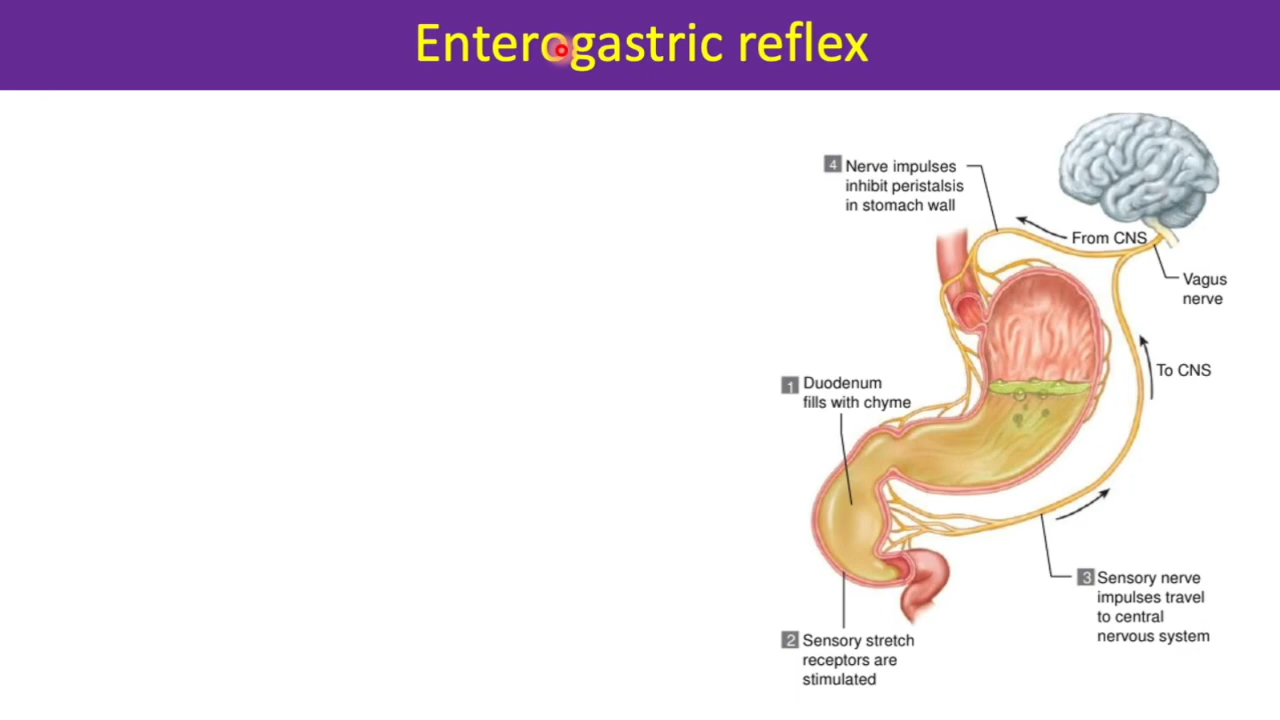 Enterogastric reflex
4 Nerve impulses
inhibit peristalsis
in stomach wall
From CNS
Vagus
nerve
To CNS
1 Duodenum
fills with chyme
3 Sensory nerve
impulses travel
to central
nervous system
2 Sensory stretch
receptors are
stimulated